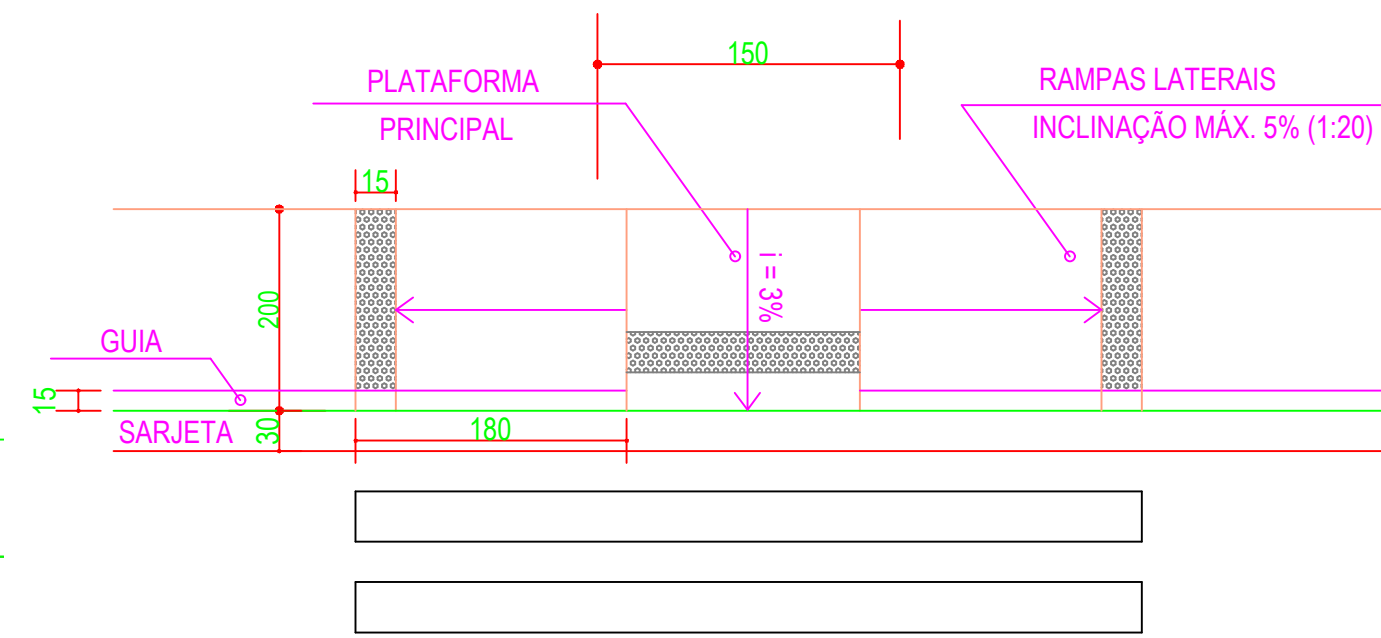 150
PLATAFORMA
PRINCIPAL
RAMPAS LATERAIS
INCLINAÇÃO MÁX. 5% (1:20)
15
i = 3%
200
GUIA
15
SARJETA
30
180